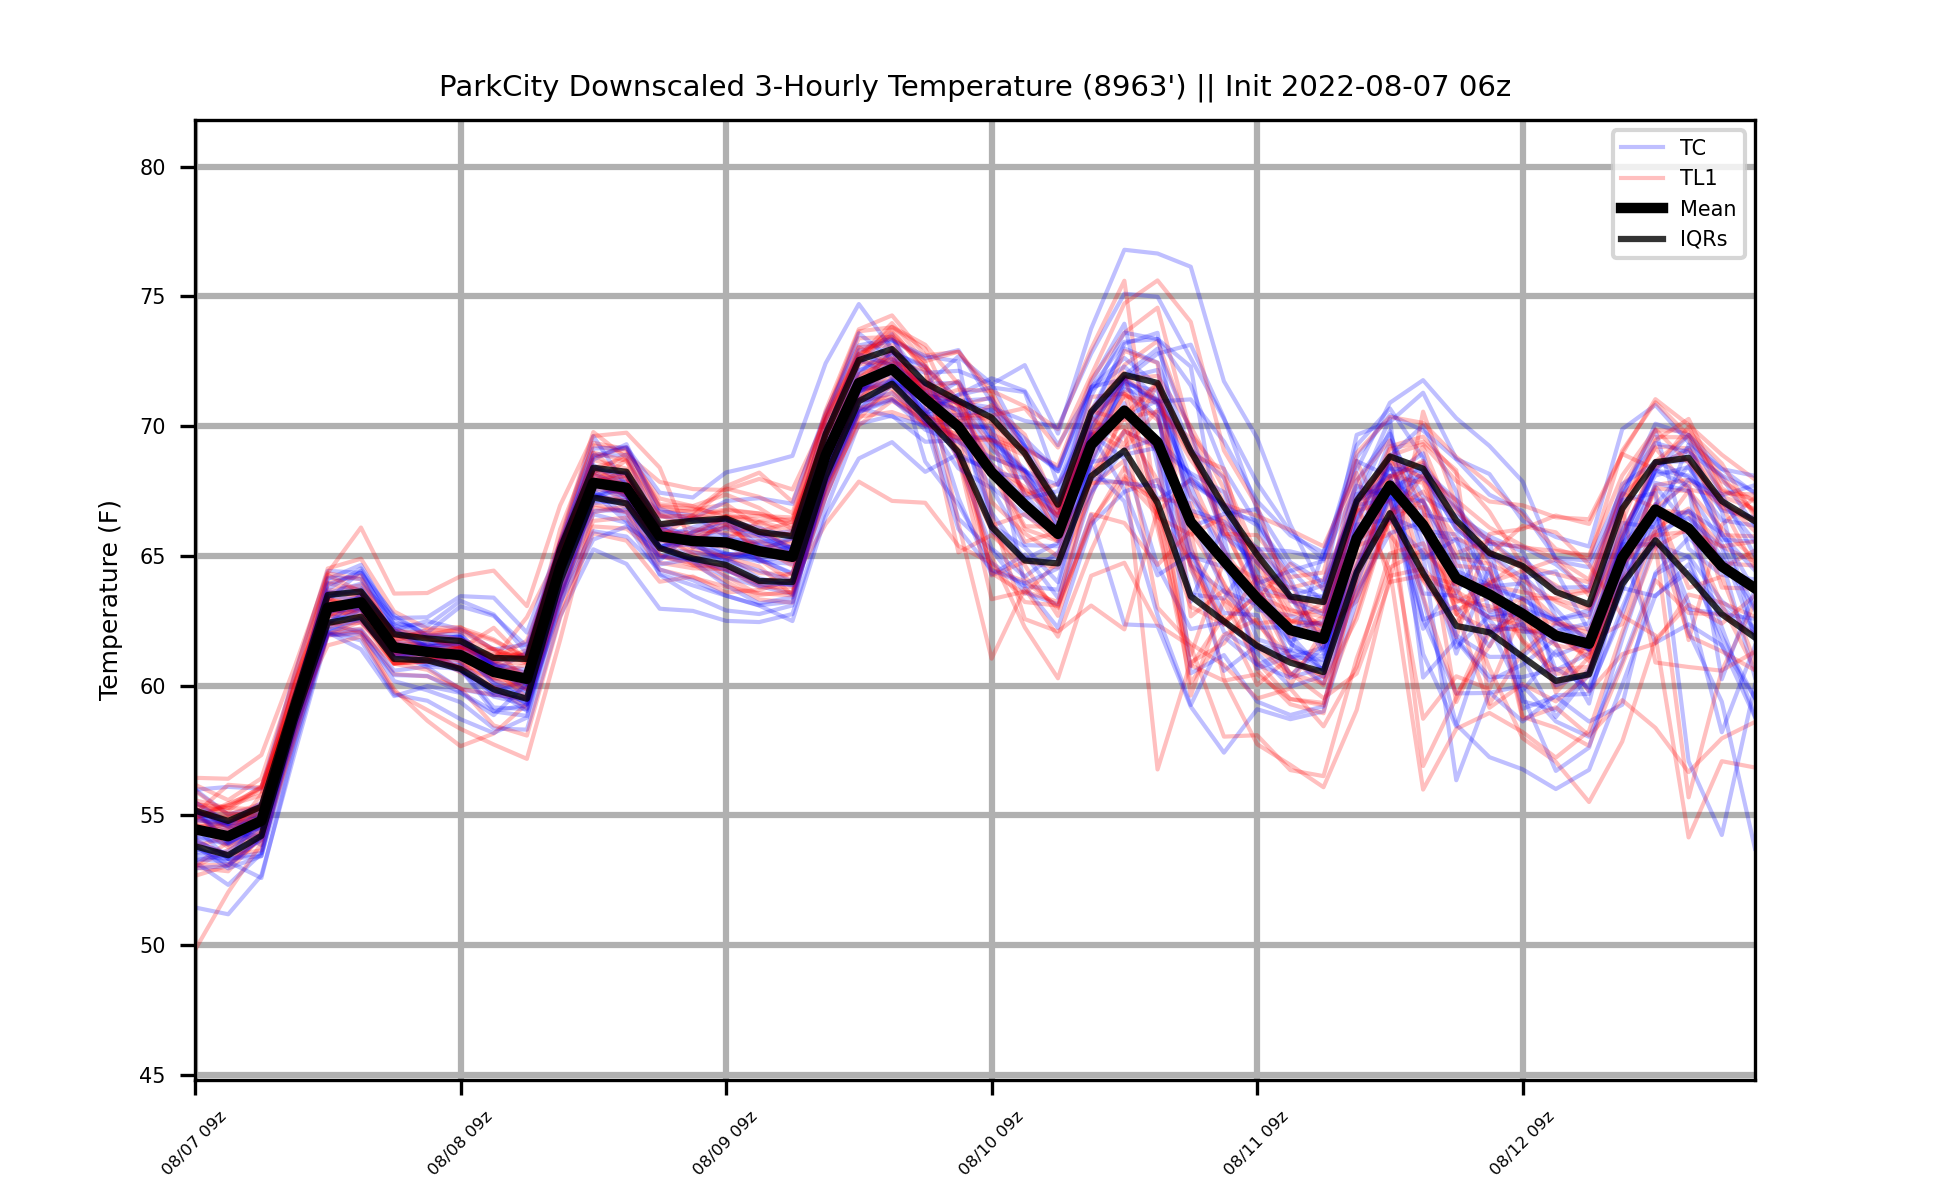 ParkCity Downscaled 3-Hourly Temperature (8963') || Init 2022-08-07 06z
TC
TL1
Mean
IQRs
Temperature (F)
80
75
70
65
60
55
50
45
08/07 09z
08/08 09z
08/09 09z
08/10 09z
08/11 09z
08/12 09z